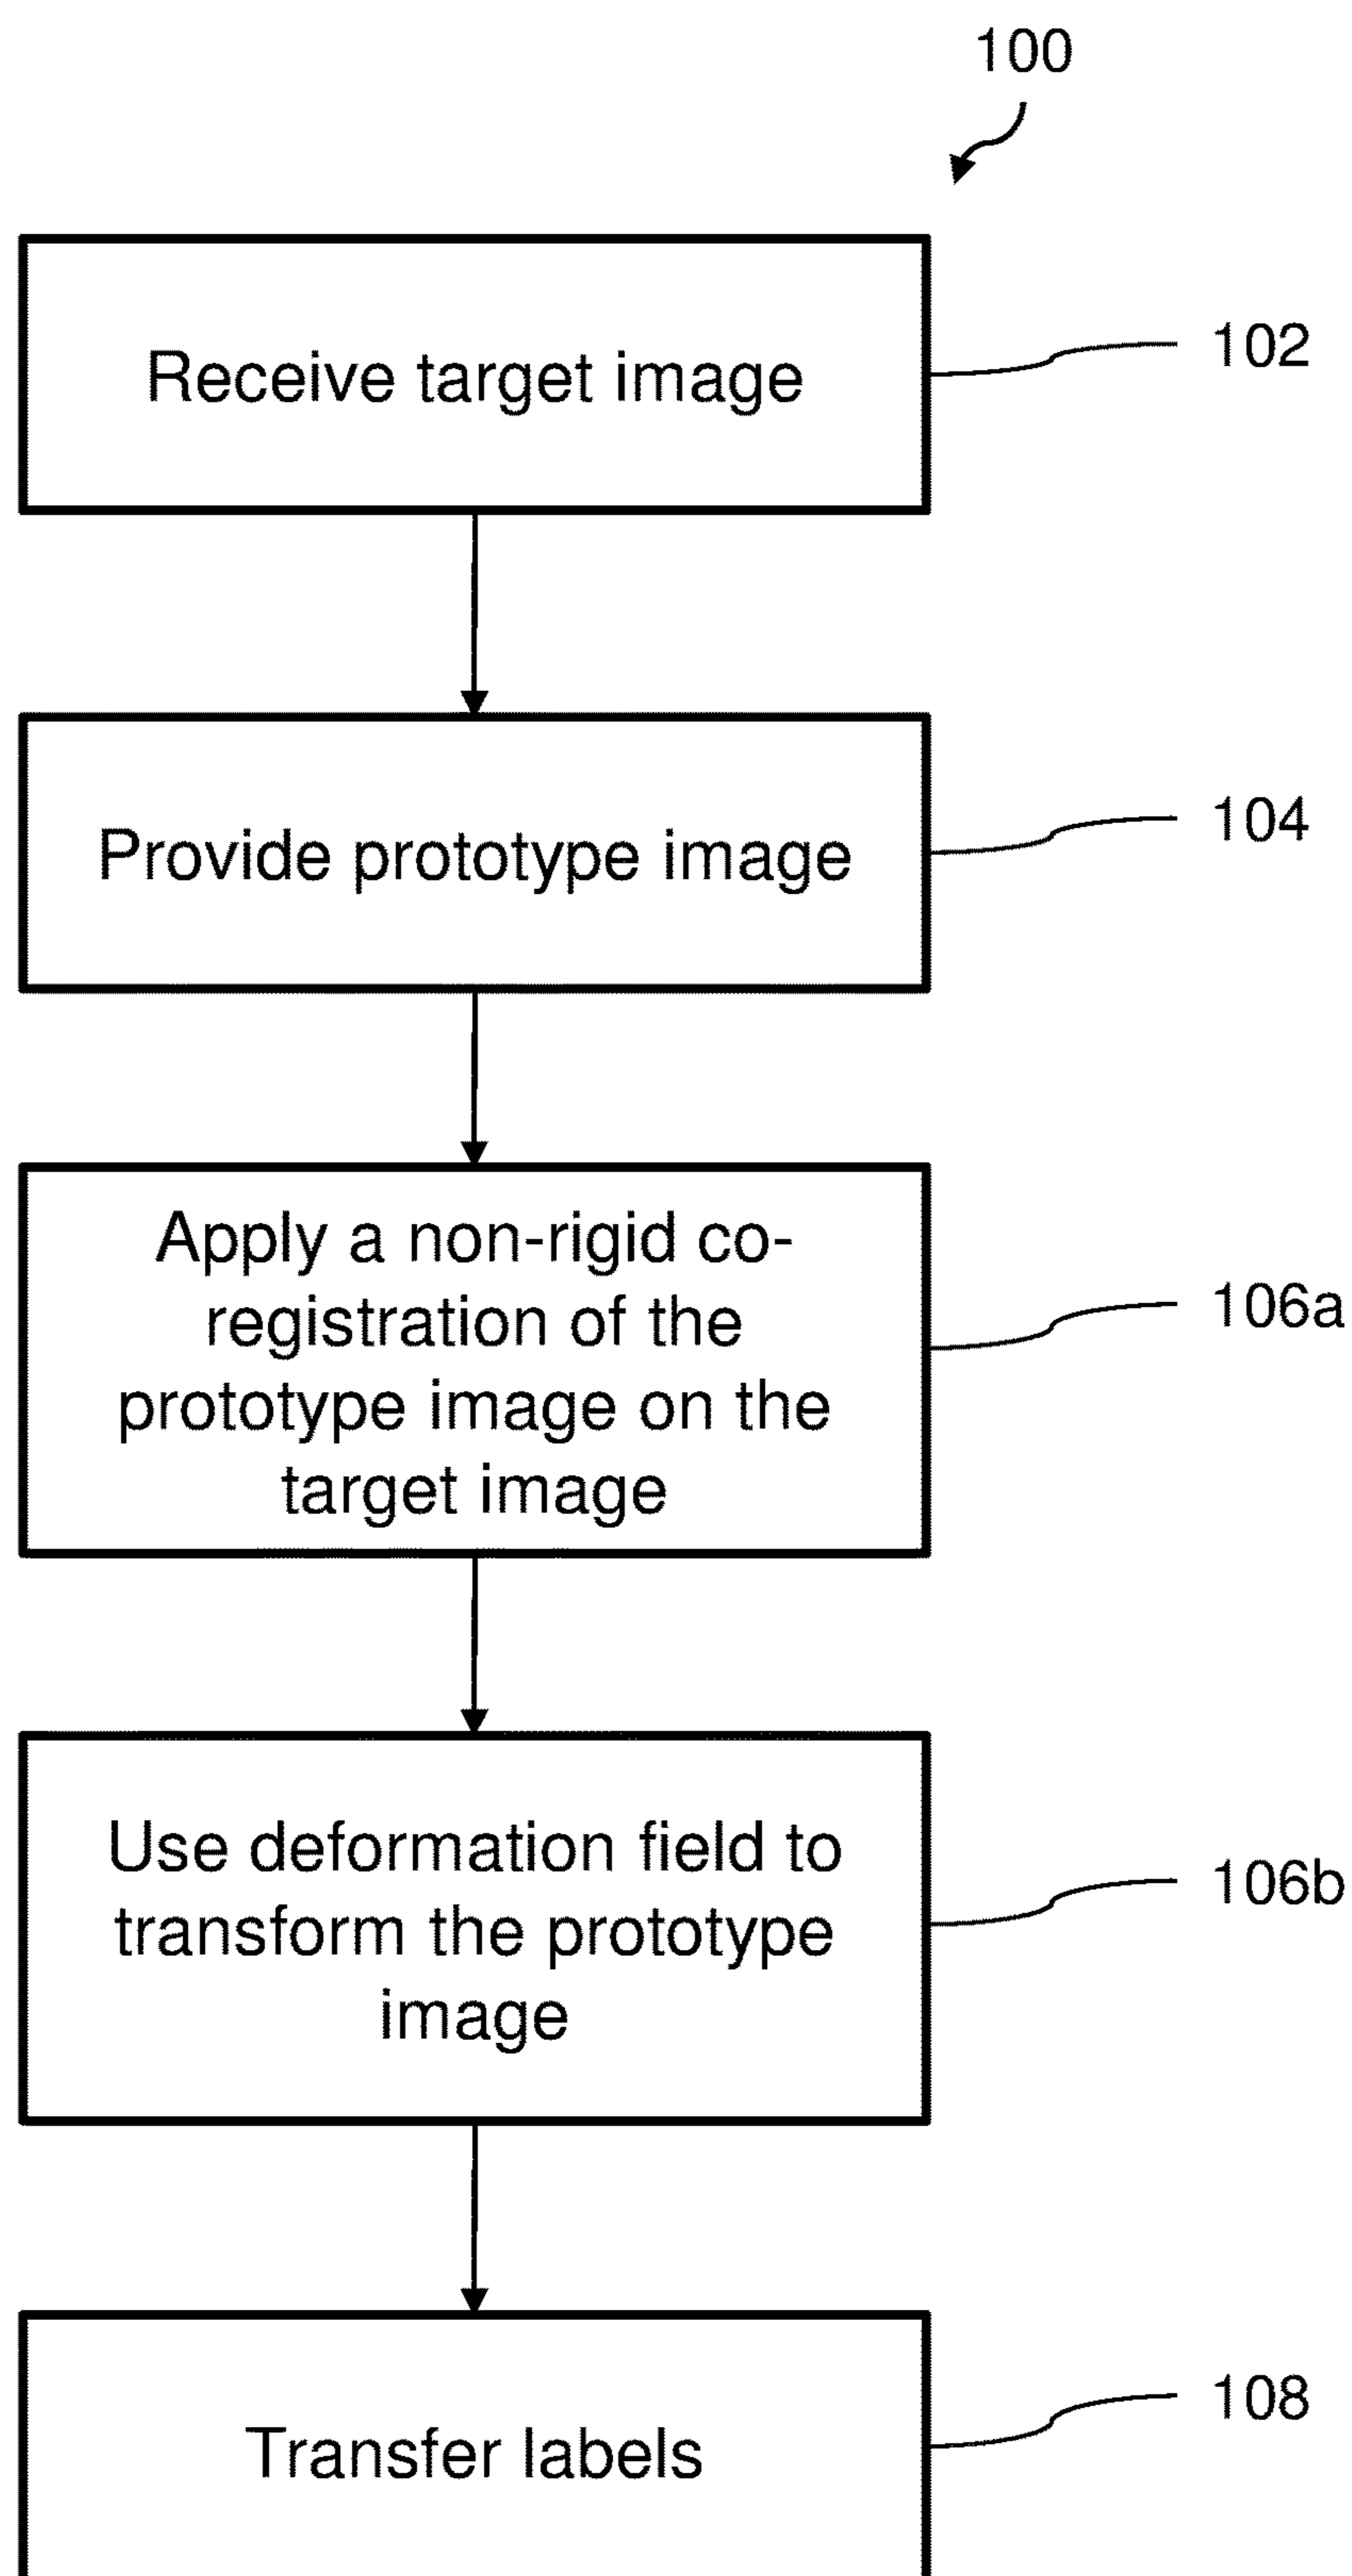 100
Receive target image
102
Provide prototype image
104
Apply a non-rigid co-
registration of the
prototype image on the
target image
106a
Use deformation field to
transform the prototype
image
106b
Transfer labels
108